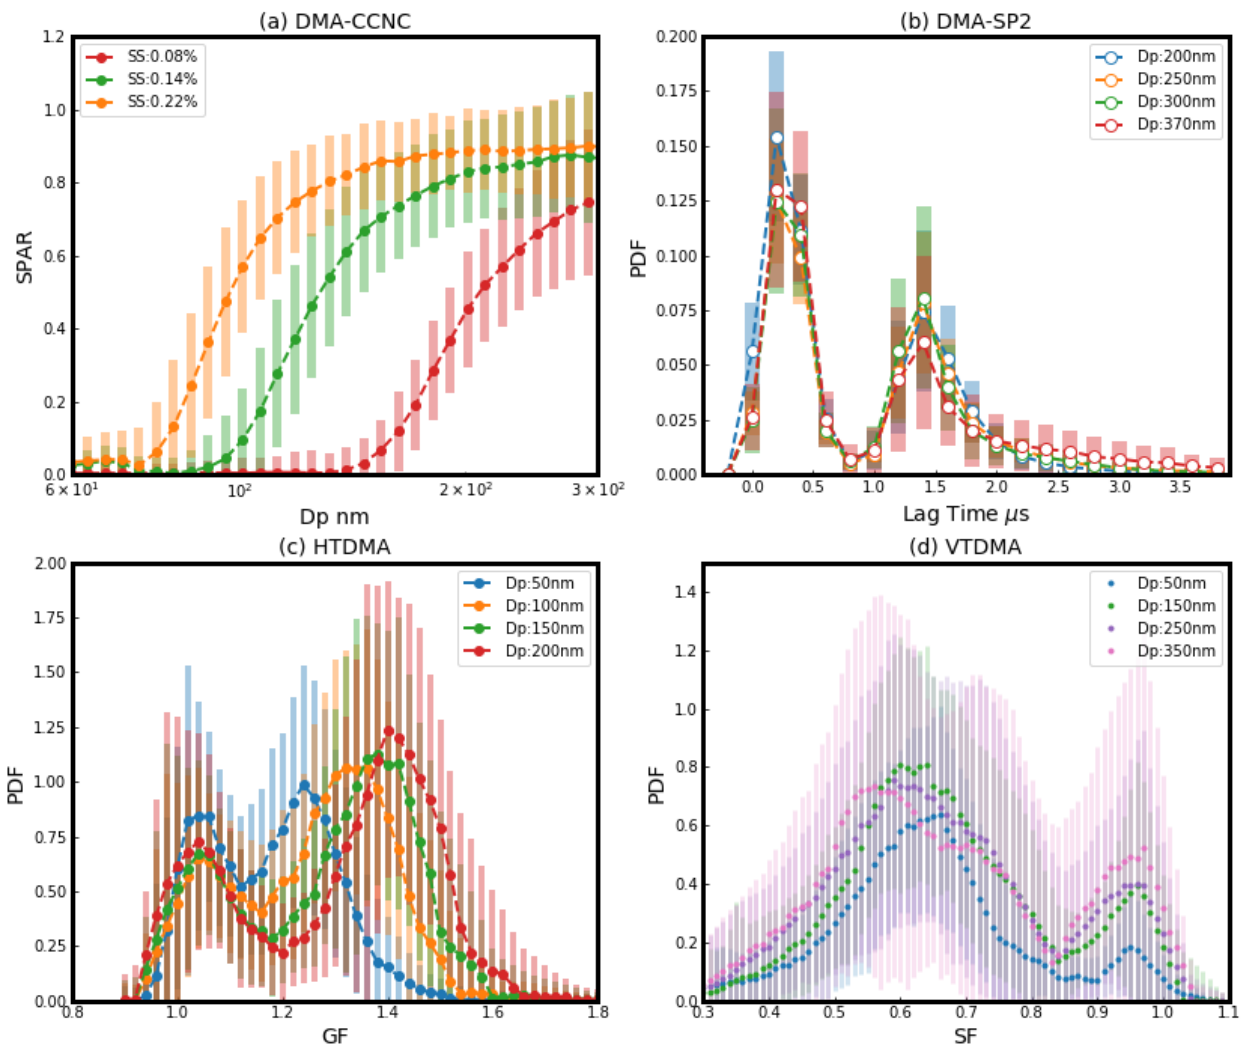 (a) DMA-CCNC
SPAR
1.2
1.0
0.8
0.6
0.4
0.2
0.0
SS:0.08%
SS:0.14%
SS:0.22%
6 × 10¹
10²
2 × 10²
3 × 10²
Dp nm
(b) DMA-SP2
PDF
0.200
0.175
0.150
0.125
0.100
0.075
0.050
0.025
0.000
Dp:200nm
Dp:250nm
Dp:300nm
Dp:370nm
0.0 0.5 1.0 1.5 2.0 2.5 3.0 3.5
Lag Time μs
(c) HTDMA
PDF
2.00
1.75
1.50
1.25
1.00
0.75
0.50
0.25
0.00
Dp:50nm
Dp:100nm
Dp:150nm
Dp:200nm
0.8 1.0 1.2 1.4 1.6 1.8
GF
(d) VTDMA
PDF
1.4
1.2
1.0
0.8
0.6
0.4
0.2
0.0
Dp:50nm
Dp:150nm
Dp:250nm
Dp:350nm
0.3 0.4 0.5 0.6 0.7 0.8 0.9 1.0 1.1
SF